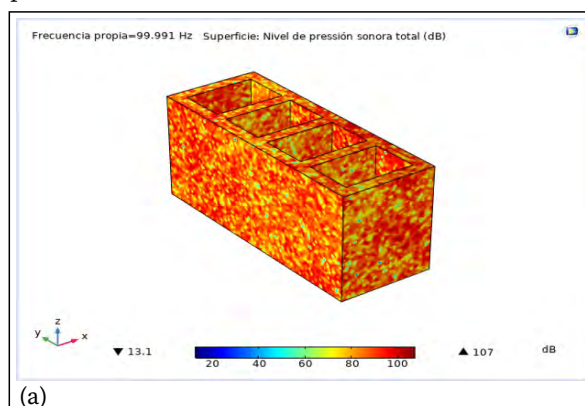 Frecuencia propia=99.991 Hz Superficie: Nivel de pressión sonora total (dB)
z
y
x
▼ 13.1
20 40 60 80 100
▲ 107
dB
(a)